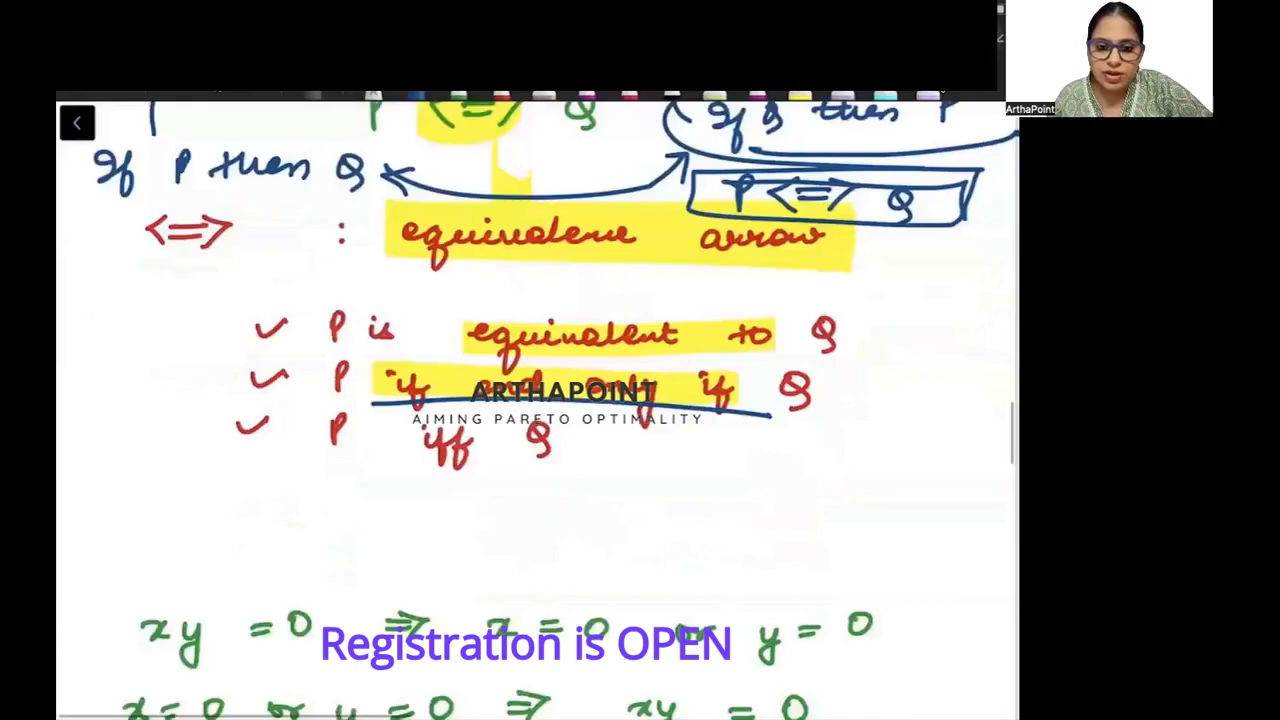 ArthaPoint
P <=> Q
If Q then P
If P then Q
P <=> Q
<=> : equivalence arrow
✓ P is equivalent to Q
✓ P if and only if Q
ARTHAPOINT
AIMING PARETO OPTIMALITY
✓ P iff Q
xy = 0 => x = 0 or y = 0
Registration is OPEN
x = 0 or y = 0 => xy = 0